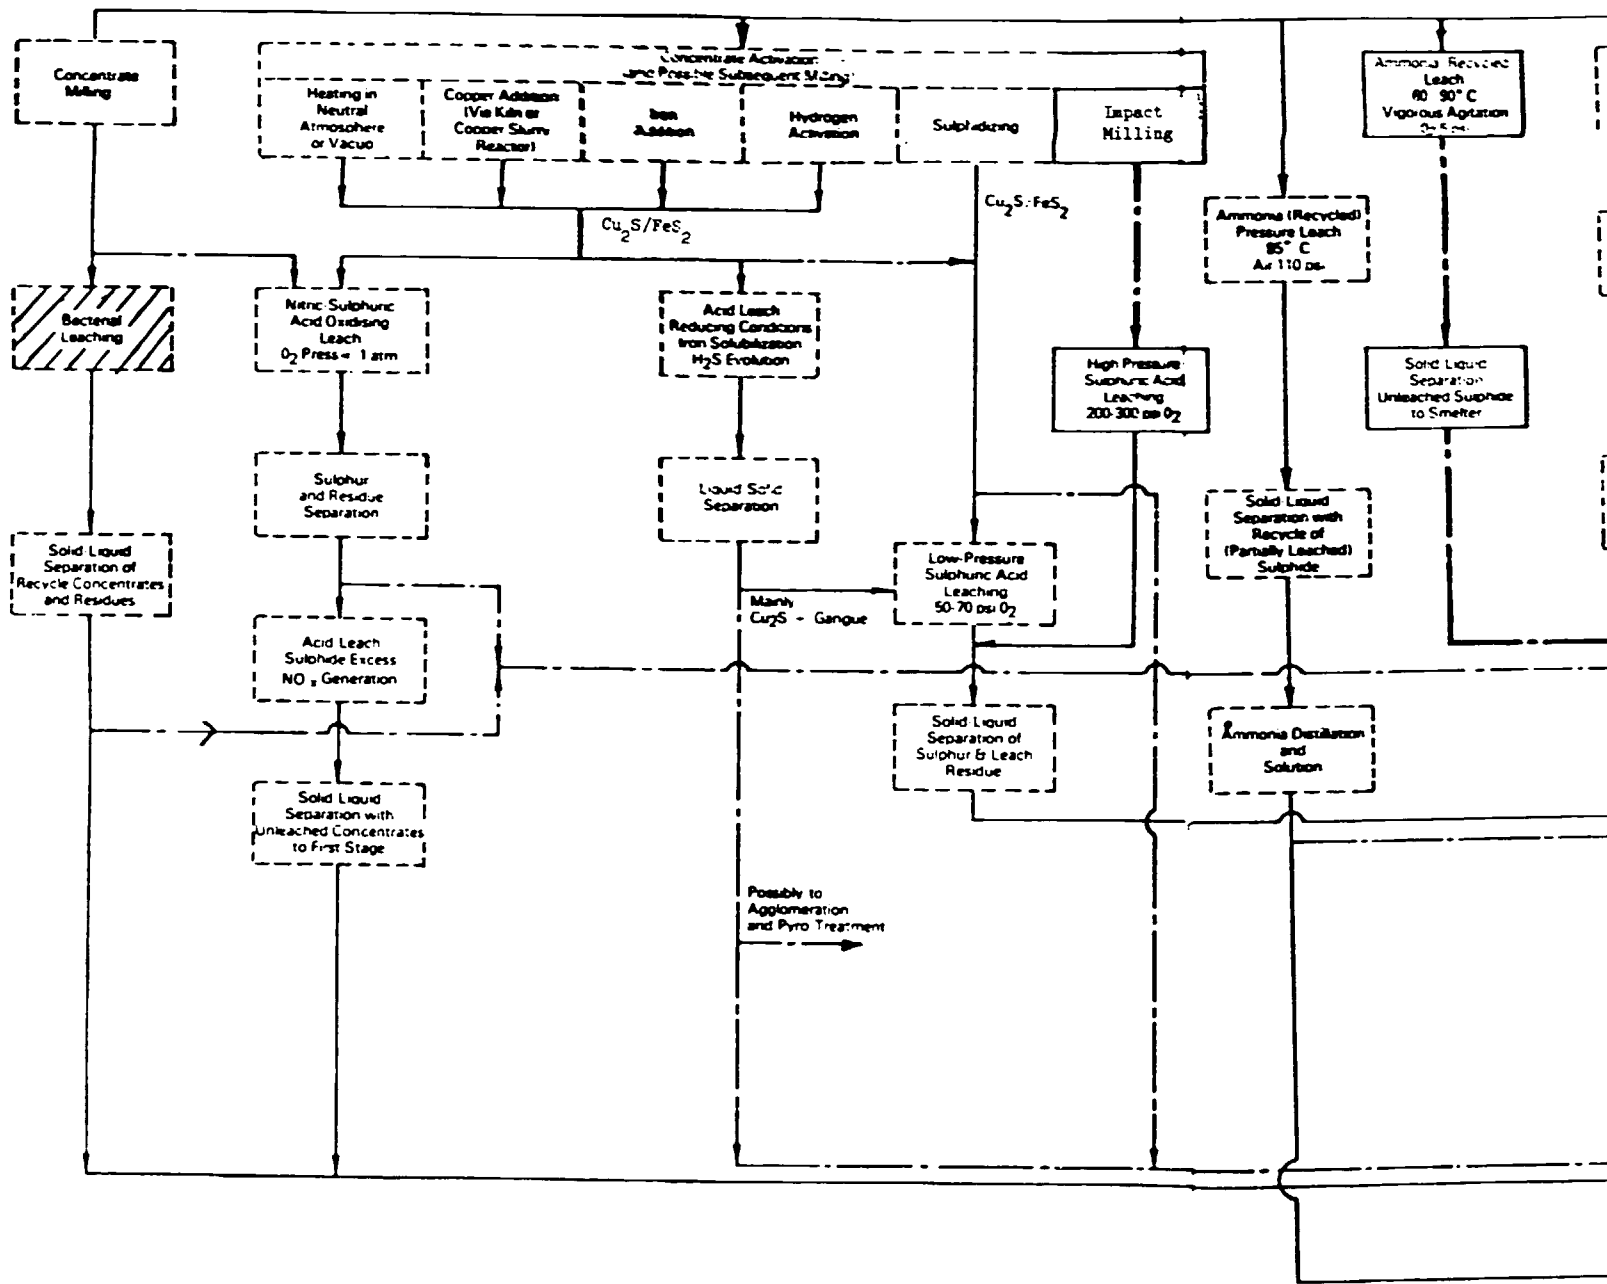 Concentrate
Milling
Concentrate Activation
(and Possible Subsequent Milling)
Heating in
Neutral
Atmosphere
or Vacuo
Copper Addition
(Via Kiln or
Copper Slurry
Reactor)
Iron
Addition
Hydrogen
Activation
Sulphidizing
Impact
Milling
Ammonia (Recycled)
Leach
60-90° C
Vigorous Agitation
O₂ 5 psi
Cu₂S/FeS₂
Cu₂S/FeS₂
Ammonia (Recycled)
Pressure Leach
85° C
Air 110 psi
Bacterial
Leaching
Nitric-Sulphuric
Acid Oxidising
Leach
O₂ Press = 1 atm
Acid Leach
Reducing Conditions
Iron Solubilization
H₂S Evolution
High Pressure
Sulphuric Acid
Leaching
200-300 psi O₂
Solid Liquid
Separation
Unleached Sulphide
to Smelter
Sulphur
and Residue
Separation
Liquid Solid
Separation
Solid-Liquid
Separation with
Recycle of
(Partially Leached)
Sulphide
Solid Liquid
Separation of
Recycle Concentrates
and Residues
Low-Pressure
Sulphuric Acid
Leaching
50-70 psi O₂
Mainly
Cu₂S - Gangue
Acid Leach
Sulphide Excess
NOₓ Generation
Solid-Liquid
Separation of
Sulphur & Leach
Residue
Ammonia Distillation
and
Solution
Solid Liquid
Separation with
Unleached Concentrates
to First Stage
Possibly to
Agglomeration
and Pyro Treatment